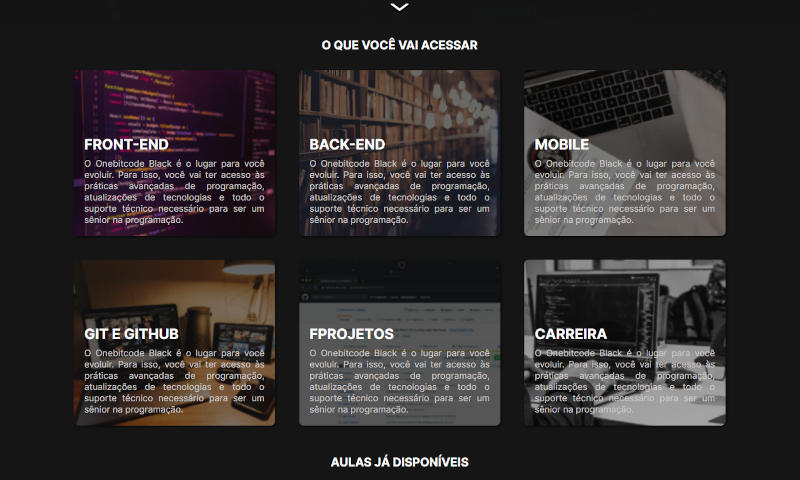 O QUE VOCÊ VAI ACESSAR
FRONT-END
O Onebitcode Black é o lugar para você
evoluir. Para isso, você vai ter acesso às
práticas avançadas de programação,
atualizações de tecnologias e todo o
suporte técnico necessário para ser um
sênior na programação.
BACK-END
O Onebitcode Black é o lugar para você
evoluir. Para isso, você vai ter acesso às
práticas avançadas de programação,
atualizações de tecnologias e todo o
suporte técnico necessário para ser um
sênior na programação.
MOBILE
O Onebitcode Black é o lugar para você
evoluir. Para isso, você vai ter acesso às
práticas avançadas de programação,
atualizações de tecnologias e todo o
suporte técnico necessário para ser um
sênior na programação.
GIT E GITHUB
O Onebitcode Black é o lugar para você
evoluir. Para isso, você vai ter acesso às
práticas avançadas de programação,
atualizações de tecnologias e todo o
suporte técnico necessário para ser um
sênior na programação.
FPROJETOS
O Onebitcode Black é o lugar para você
evoluir. Para isso, você vai ter acesso às
práticas avançadas de programação,
atualizações de tecnologias e todo o
suporte técnico necessário para ser um
sênior na programação.
CARREIRA
O Onebitcode Black é o lugar para você
evoluir. Para isso, você vai ter acesso às
práticas avançadas de programação,
atualizações de tecnologias e todo o
suporte técnico necessário para ser um
sênior na programação.
AULAS JÁ DISPONÍVEIS